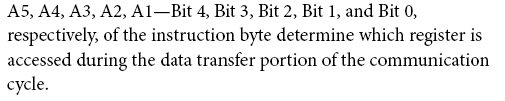 A5, A4, A3, A2, A1—Bit 4, Bit 3, Bit 2, Bit 1, and Bit 0,
respectively, of the instruction byte determine which register is
accessed during the data transfer portion of the communication
cycle.